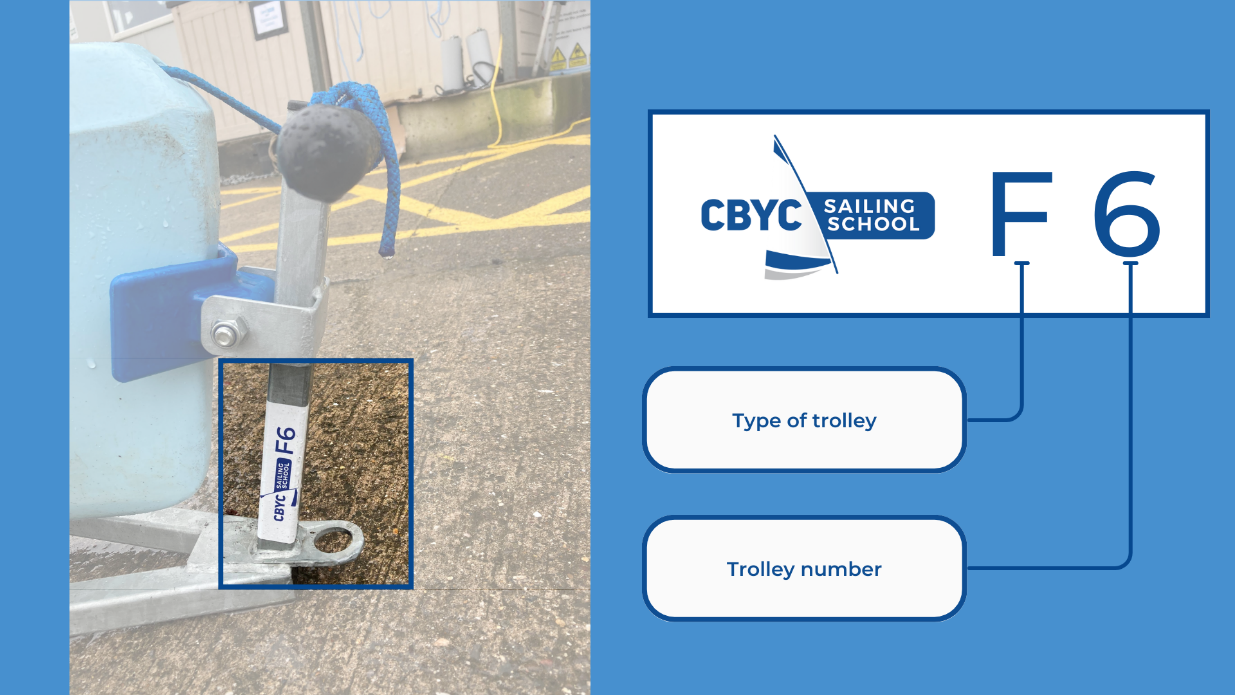 CBYC
SAILING
SCHOOL
F6
CBYC
SAILING
SCHOOL
F 6
Type of trolley
Trolley number